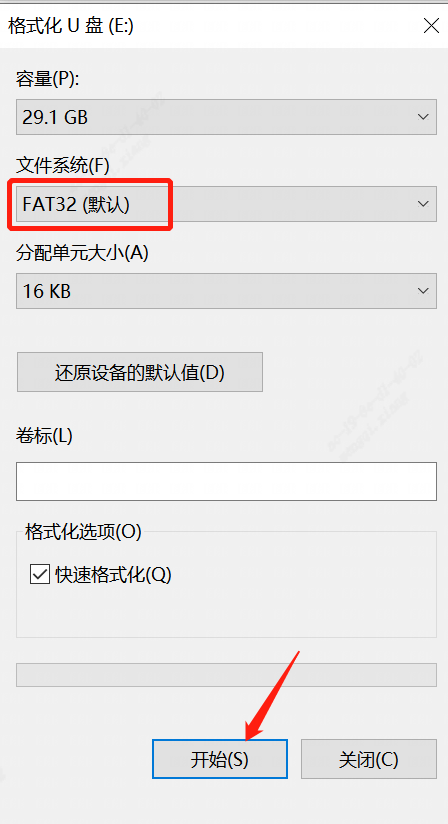 格式化 U 盘 (E:)
容量(P):
29.1 GB
文件系统(F)
FAT32 (默认)
分配单元大小(A)
16 KB
还原设备的默认值(D)
卷标(L)
格式化选项(O)
快速格式化(Q)
开始(S)
关闭(C)